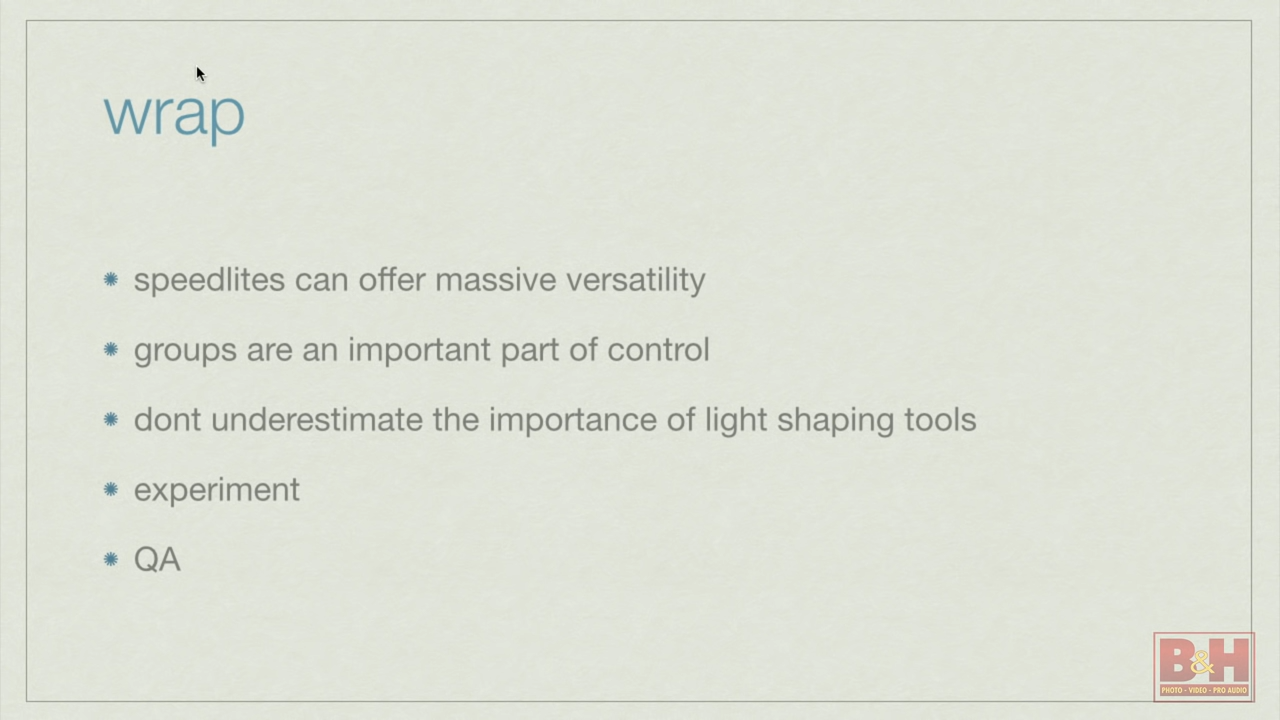 wrap
speedlites can offer massive versatility
groups are an important part of control
dont underestimate the importance of light shaping tools
experiment
QA
B&H
PHOTO - VIDEO - PRO AUDIO